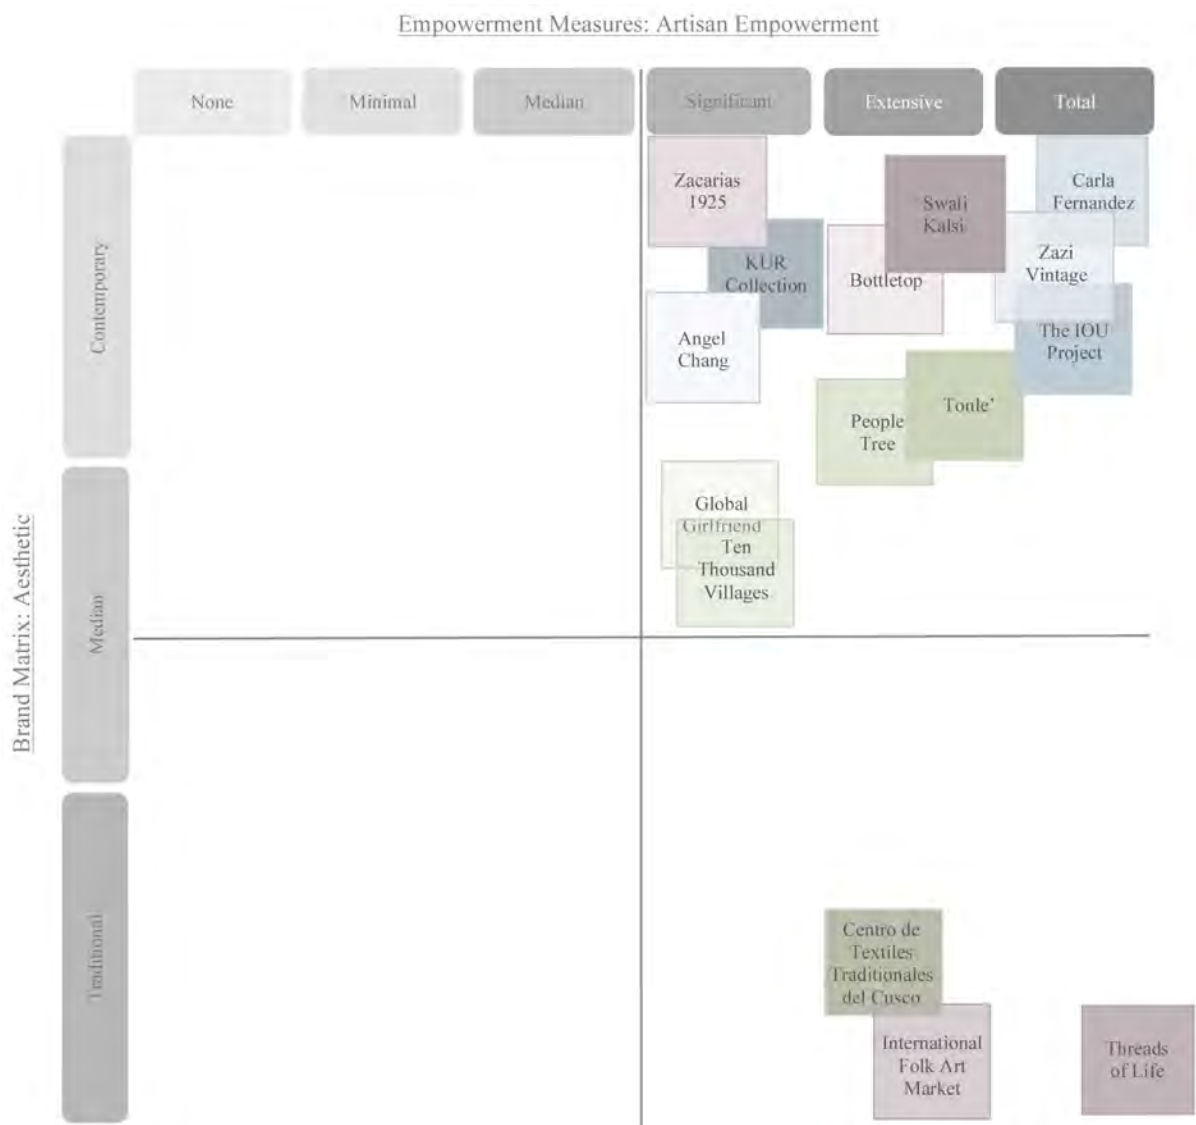 Empowerment Measures: Artisan Empowerment
None
Minimal
Median
Significant
Extensive
Total
Brand Matrix: Aesthetic
Contemporary
Median
Traditional
Zacarias
1925
KUR
Collection
Angel
Chang
Swali
Kalsi
Bottletop
Carla
Fernandez
Zazi
Vintage
The IOU
Project
People
Tree
Tonle’
Global
Girlfriend
Ten
Thousand
Villages
Centro de
Textiles
Traditionales
del Cusco
International
Folk Art
Market
Threads
of Life